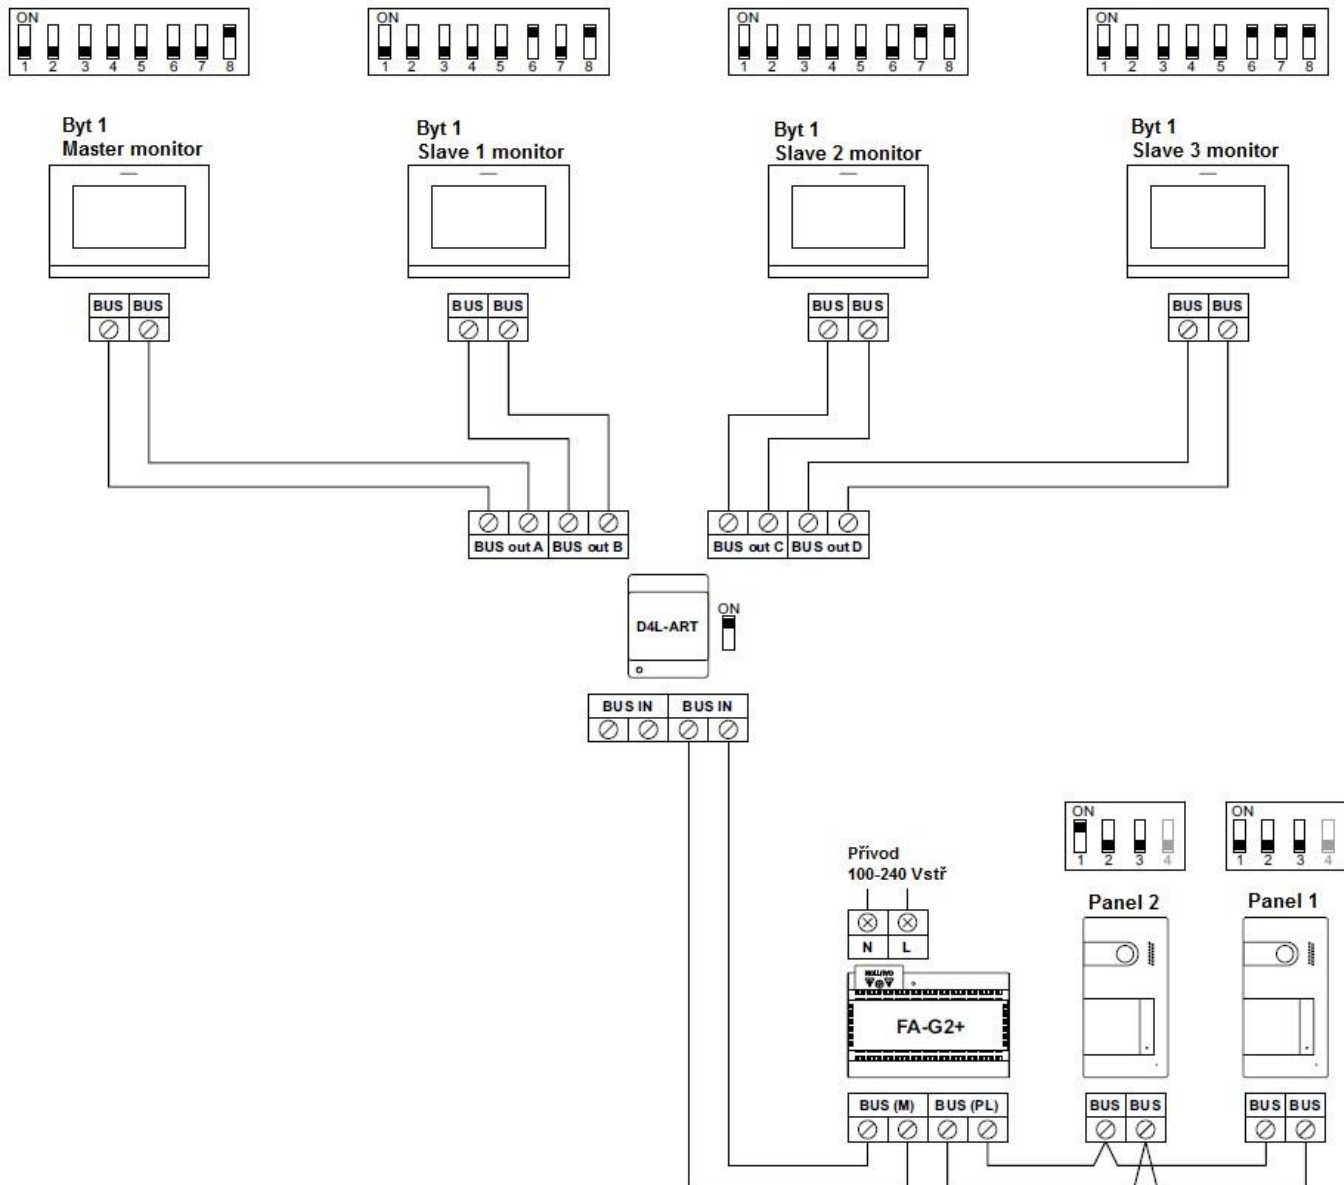 ON ON ON ON
1 2 3 4 5 6 7 8 1 2 3 4 5 6 7 8 1 2 3 4 5 6 7 8 1 2 3 4 5 6 7 8
Byt 1
Master monitor
Byt 1
Slave 1 monitor
Byt 1
Slave 2 monitor
Byt 1
Slave 3 monitor
BUS BUS BUS BUS BUS BUS BUS BUS
BUS out A BUS out B BUS out C BUS out D
ON
D4L-ART
BUS IN BUS IN
ON ON
1 2 3 4 1 2 3 4
Přívod
100-240 Vstř
Panel 2 Panel 1
N L
CAUTION
FA-G2+
BUS (M) BUS (PL) BUS BUS BUS BUS